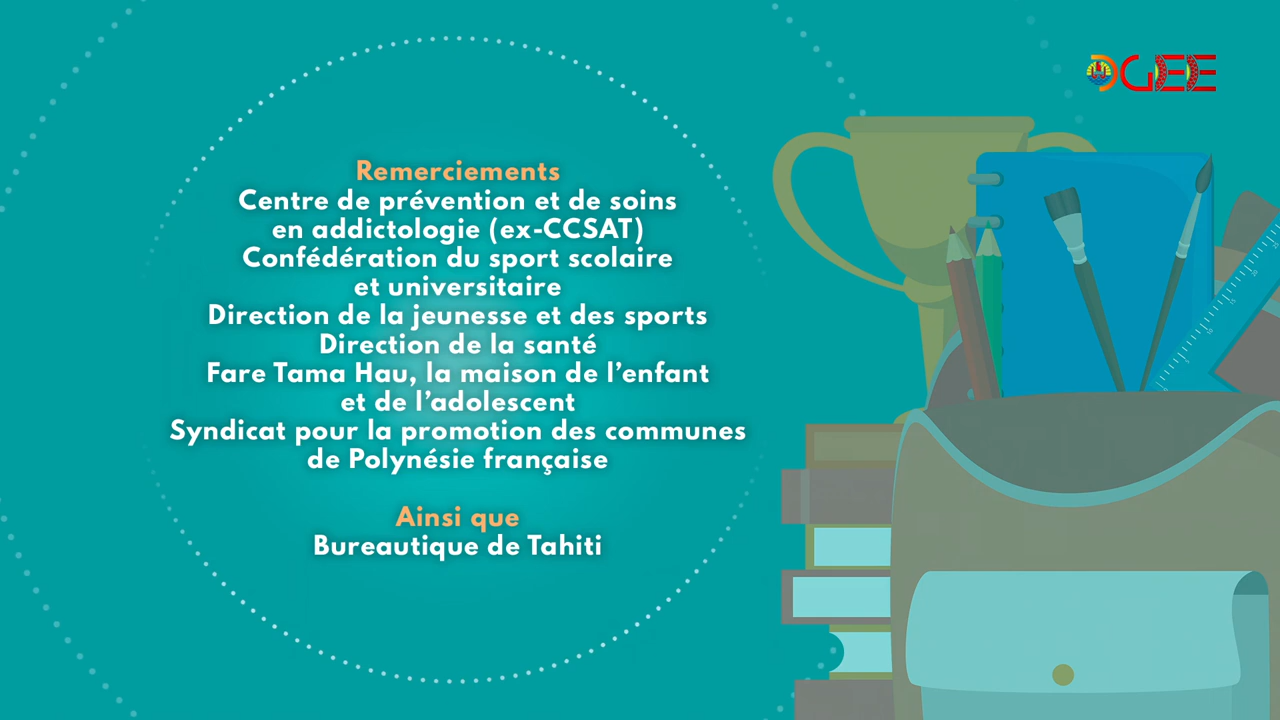 DGEE
Remerciements
Centre de prévention et de soins
en addictologie (ex-CCSAT)
Confédération du sport scolaire
et universitaire
Direction de la jeunesse et des sports
Direction de la santé
Fare Tama Hau, la maison de l’enfant
et de l’adolescent
Syndicat pour la promotion des communes
de Polynésie française
Ainsi que
Bureautique de Tahiti